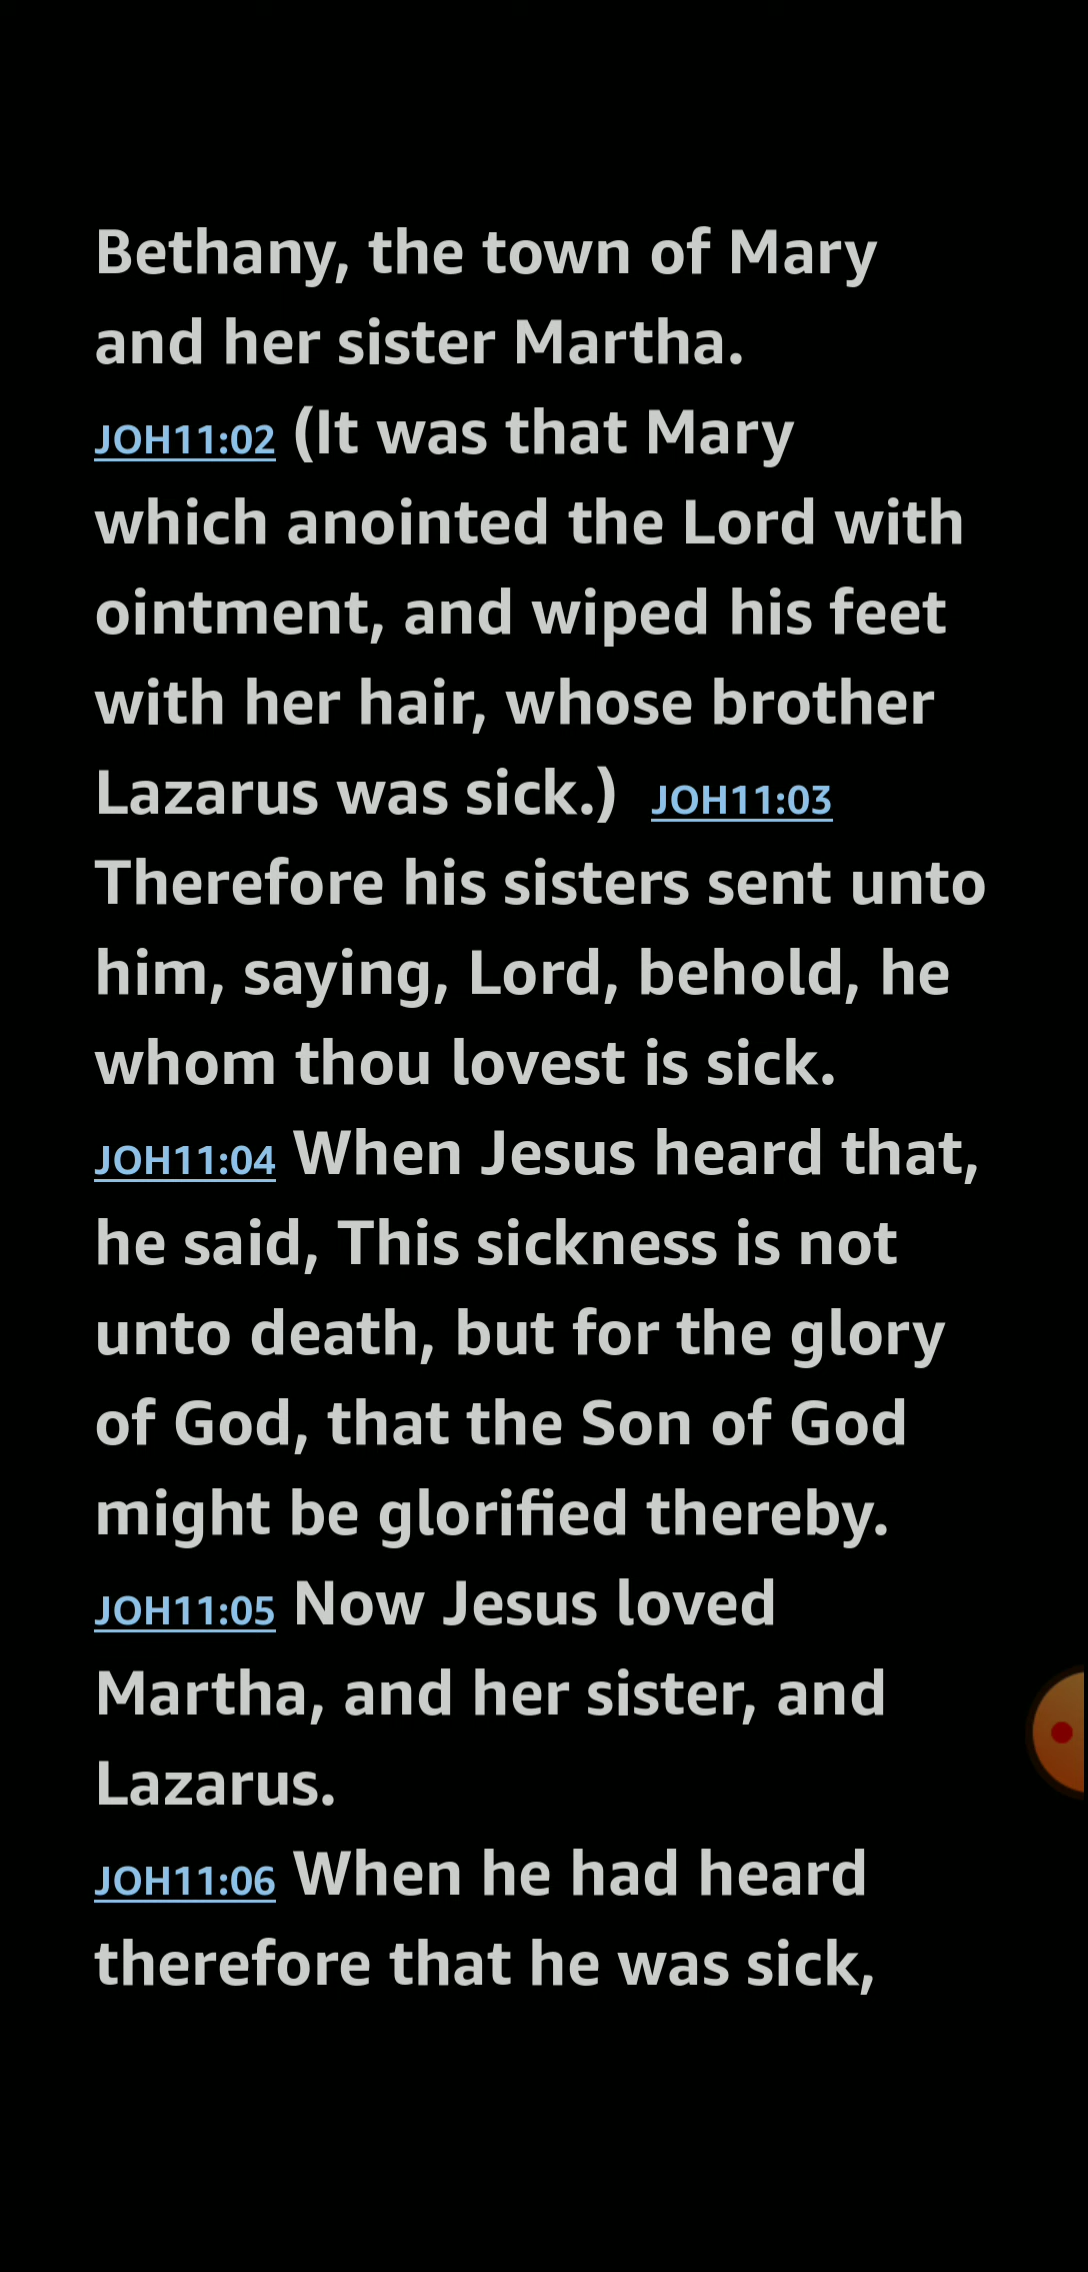 Bethany, the town of Mary
and her sister Martha.
JOH11:02 (It was that Mary
which anointed the Lord with
ointment, and wiped his feet
with her hair, whose brother
Lazarus was sick.) JOH11:03
Therefore his sisters sent unto
him, saying, Lord, behold, he
whom thou lovest is sick.
JOH11:04 When Jesus heard that,
he said, This sickness is not
unto death, but for the glory
of God, that the Son of God
might be glorified thereby.
JOH11:05 Now Jesus loved
Martha, and her sister, and
Lazarus.
JOH11:06 When he had heard
therefore that he was sick,